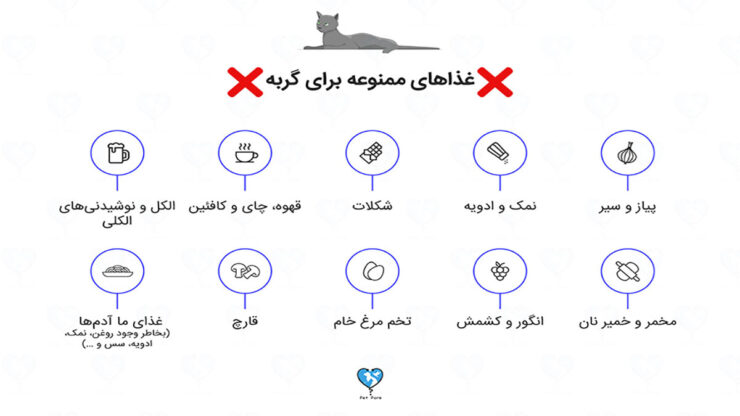 غذاهای ممنوعه برای گربه
پیاز و سیر
نمک و ادویه
شکلات
قهوه، چای و کافئین
الکل و نوشیدنی‌های
الکلی
مخمر و خمیر نان
انگور و کشمش
تخم مرغ خام
قارچ
غذای ما آدم‌ها
(بخاطر وجود روغن، نمک،
ادویه، سس و ...)
Pet Pors